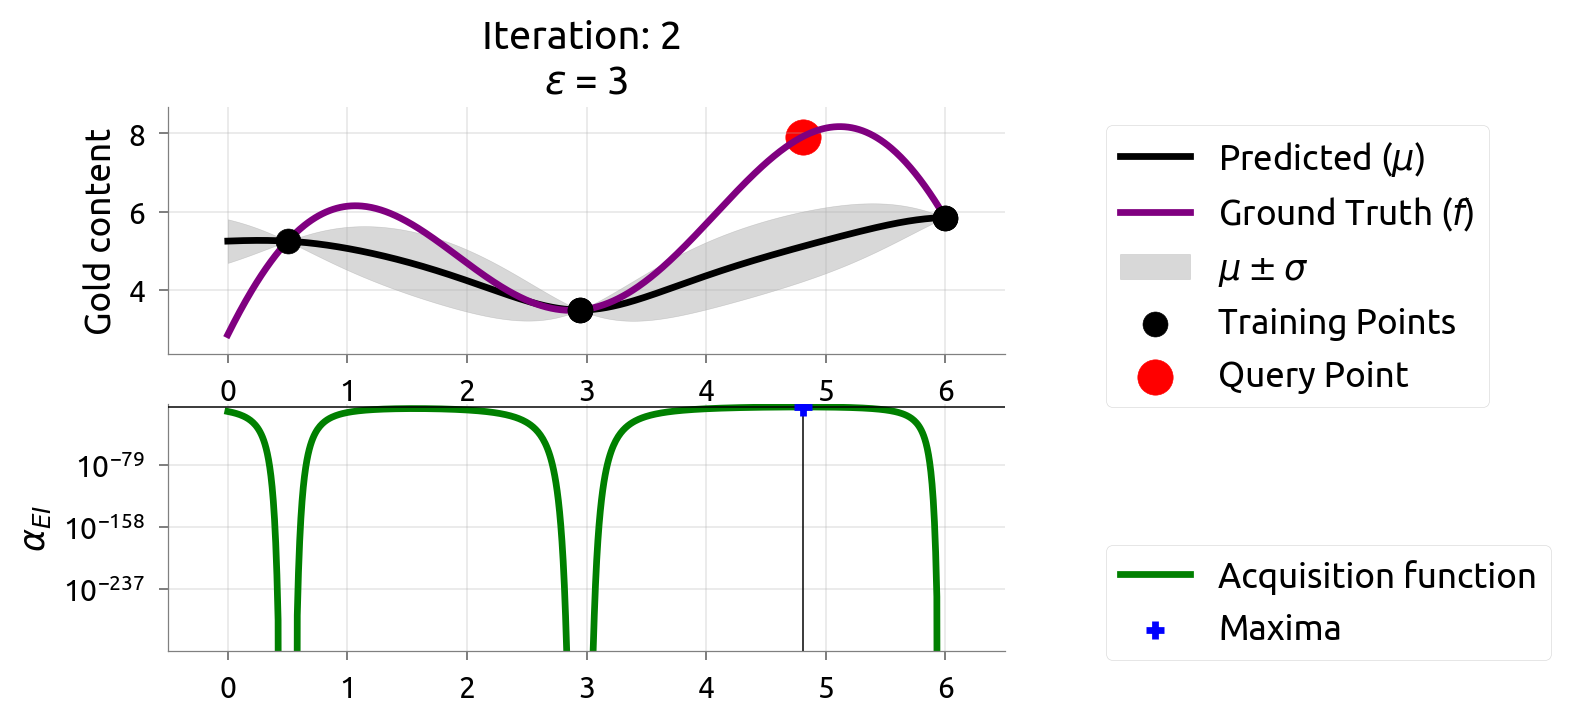 Iteration: 2
ε = 3
Gold content
8
6
4
0 1 2 3 4 5 6
Predicted (μ)
Ground Truth (f)
μ ± σ
Training Points
Query Point
α_EI
10⁻⁷⁹
10⁻¹⁵⁸
10⁻²³⁷
0 1 2 3 4 5 6
Acquisition function
Maxima